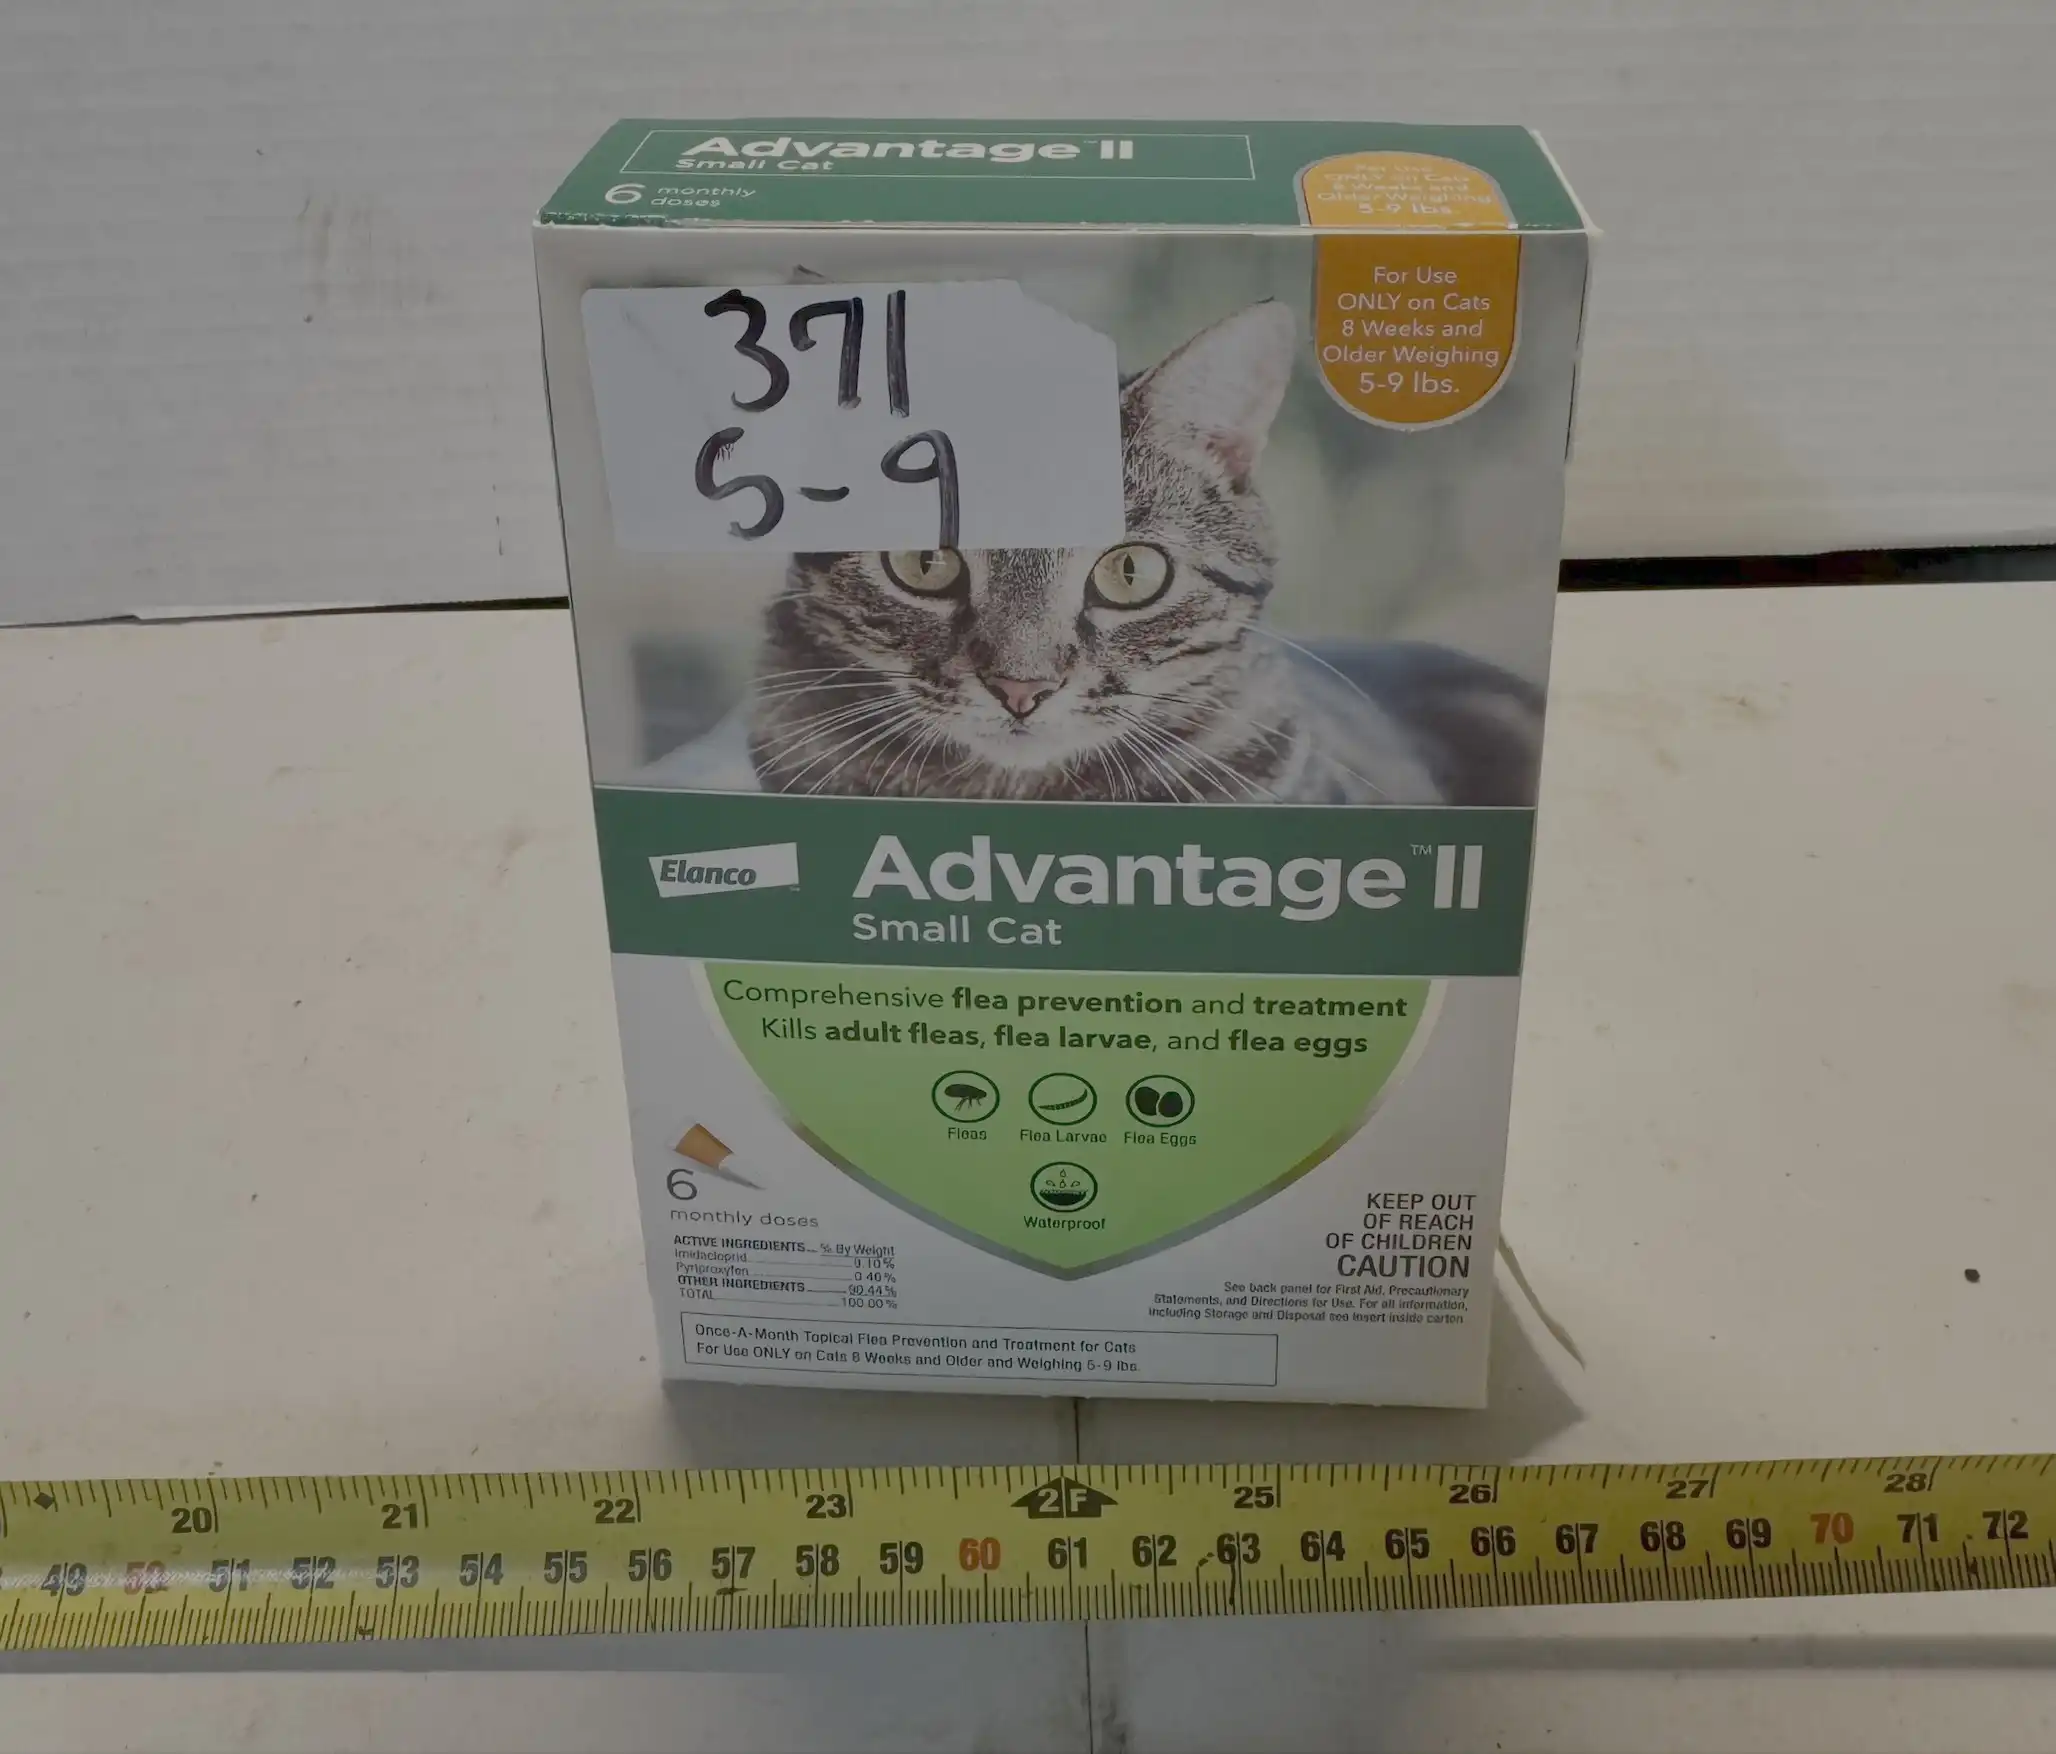 Advantage™ II
Small Cat
6 monthly
doses
For Use
ONLY on Cats
8 Weeks and
Older Weighing
5-9 lbs.
371
5-9
For Use
ONLY on Cats
8 Weeks and
Older Weighing
5-9 lbs.
Elanco
Advantage™ II
Small Cat
Comprehensive flea prevention and treatment
Kills adult fleas, flea larvae, and flea eggs
Fleas Flea Larvae Flea Eggs
Waterproof
6
monthly doses
ACTIVE INGREDIENTS % By Weight
Imidacloprid 9.10%
Pyriproxyfen 0.46%
OTHER INGREDIENTS 90.44%
TOTAL 100.00%
KEEP OUT
OF REACH
OF CHILDREN
CAUTION
See back panel for First Aid, Precautionary
Statements, and Directions for Use. For all information,
including Storage and Disposal see insert inside carton.
Once-A-Month Topical Flea Prevention and Treatment for Cats
For Use ONLY on Cats 8 Weeks and Older and Weighing 5-9 lbs.
20 21 22 23 2F 25 26 27 28
49 50 51 52 53 54 55 56 57 58 59 60 61 62 63 64 65 66 67 68 69 70 71 72